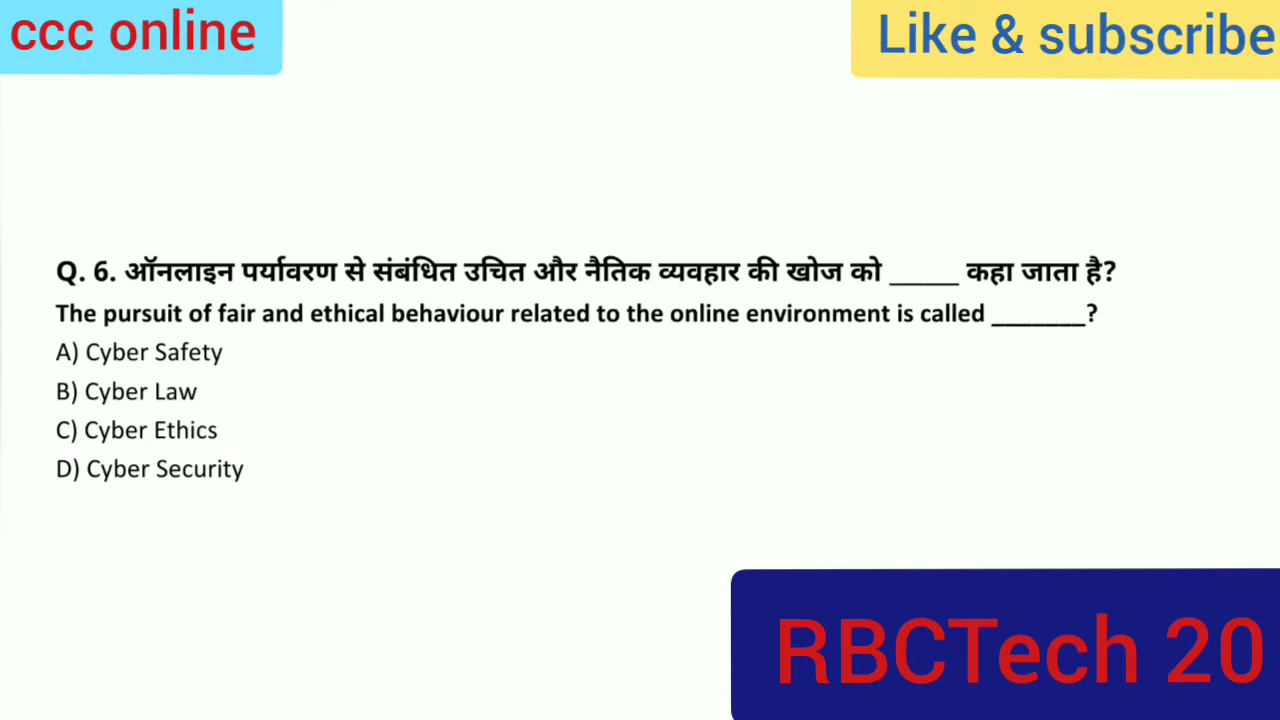 ccc online
Like & subscribe
Q. 6. ऑनलाइन पर्यावरण से संबंधित उचित और नैतिक व्यवहार की खोज को _____ कहा जाता है?
The pursuit of fair and ethical behaviour related to the online environment is called _______?
A) Cyber Safety
B) Cyber Law
C) Cyber Ethics
D) Cyber Security
RBCTech 20